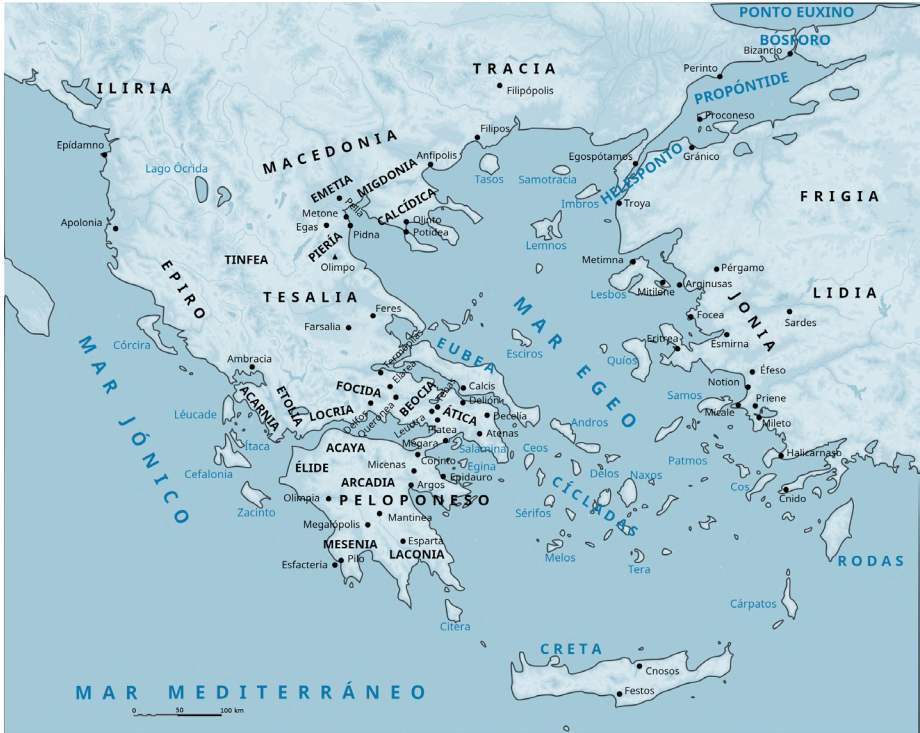 PONTO EUXINO
BÓSFORO
Bizancio
TRACIA
Perinto
ILIRIA
Filipópolis
PROPÓNTIDE
Proconeso
Filipos
Epídamno
MACEDONIA
Anfípolis
Egospótamos
Gránico
Lago Ócrida
MIGDONIA
Tasos
Samotracia
HELESPONTO
EMETIA
Pella
CALCÍDICA
Imbros
Troya
FRIGIA
Metone
Olinto
Apolonia
Egas
Pidna
Potidea
PIERÍA
Lemnos
TINFEA
Olimpo
Metimna
Pérgamo
EPIRO
Lesbos
Mitilene
Arginusas
LIDIA
TESALIA
JONIA
Feres
MAR EGEO
Focea
Sardes
Farsalia
Termópilas
Eritrea
Esmirna
Córcira
EUBEA
Esciros
Quíos
MAR JÓNICO
Ambracia
Elatea
Éfeso
FOCIDA
BEOCIA
Tebas
Calcis
Notion
ACARNIA
ETOLIA
Delión
Samos
Priene
Léucade
LOCRIA
Delfos
Queronea
Leuctra
ÁTICA
Decelia
Micale
Mileto
Andros
Platea
Atenas
Ítaca
ACAYA
Megara
Salamina
Ceos
Halicarnaso
Cefalonia
ÉLIDE
Micenas
Corinto
Egina
Patmos
ARCADIA
Epidauro
Delos
Naxos
Argos
Cos
Olimpia
PELOPONESO
CÍCLADAS
Cnido
Zacinto
Mantinea
Sérifos
Megalópolis
MESENIA
Esparta
LACONIA
Pilo
Esfacteria
Melos
Tera
RODAS
Cárpatos
Citera
CRETA
Cnosos
MAR MEDITERRÁNEO
Festos
0 50 100 km